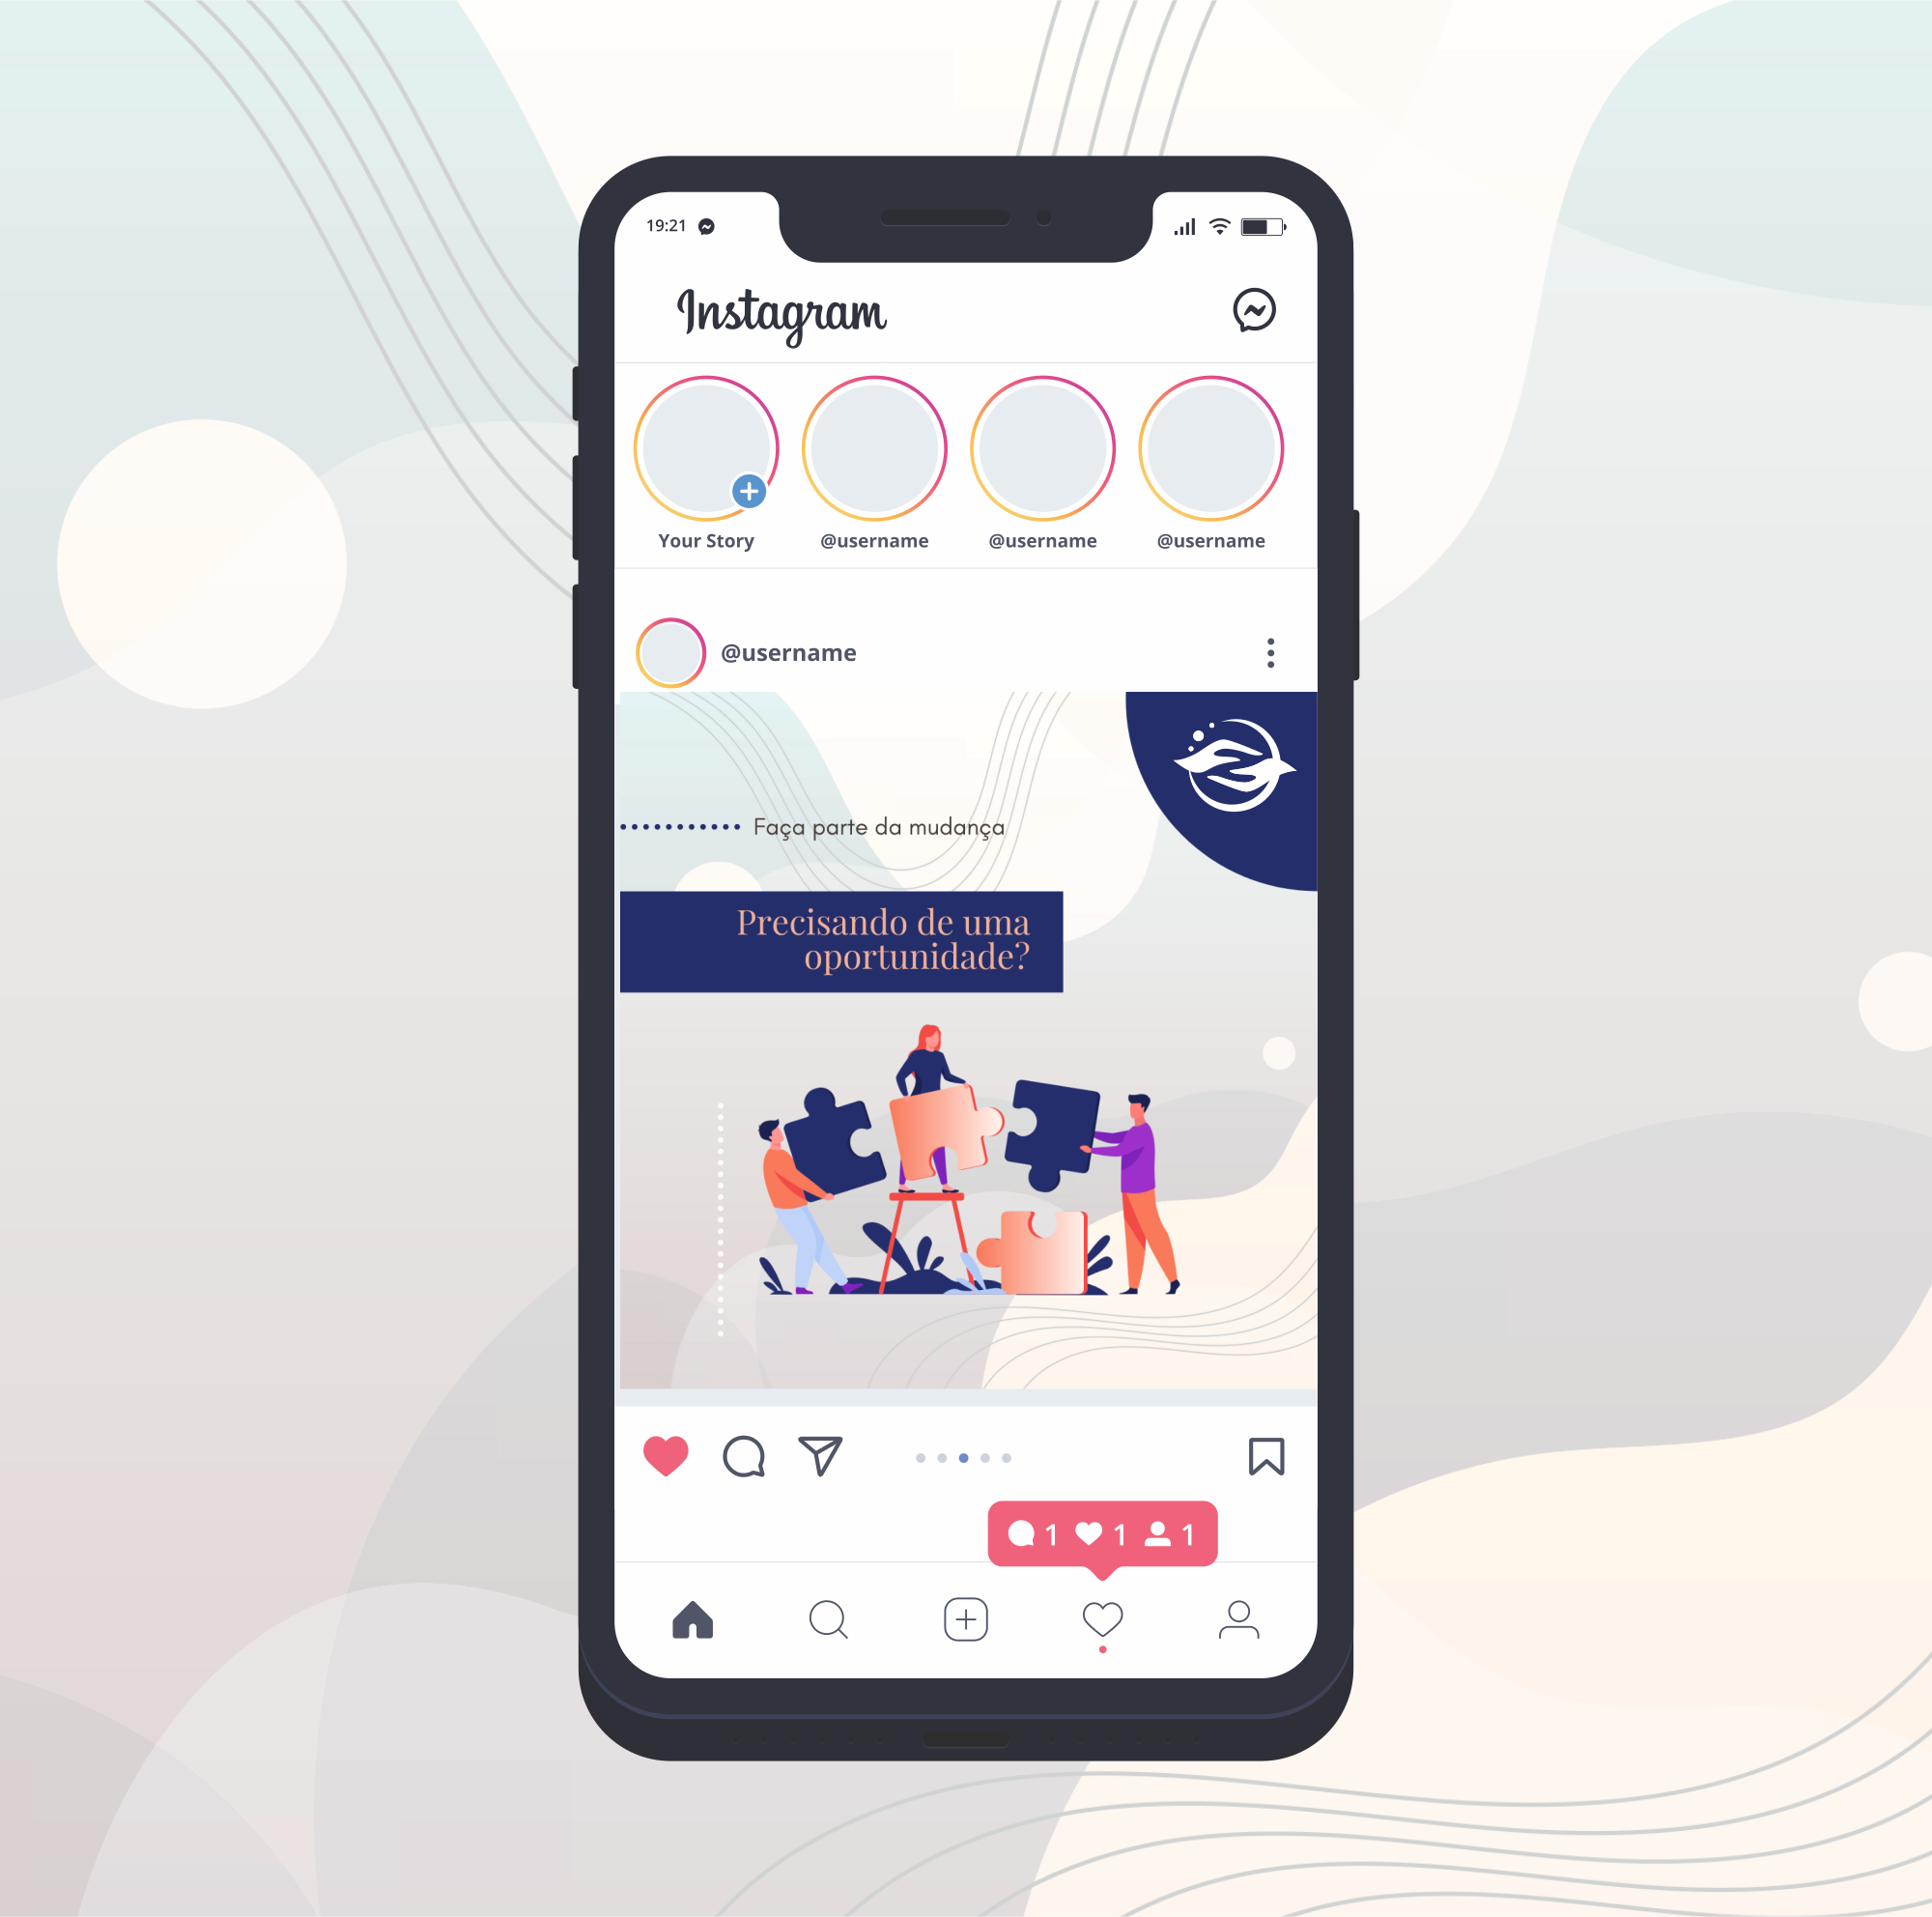 19:21
Instagram
Your Story @username @username @username
@username
Faça parte da mudança
Precisando de uma
oportunidade?
1 1 1